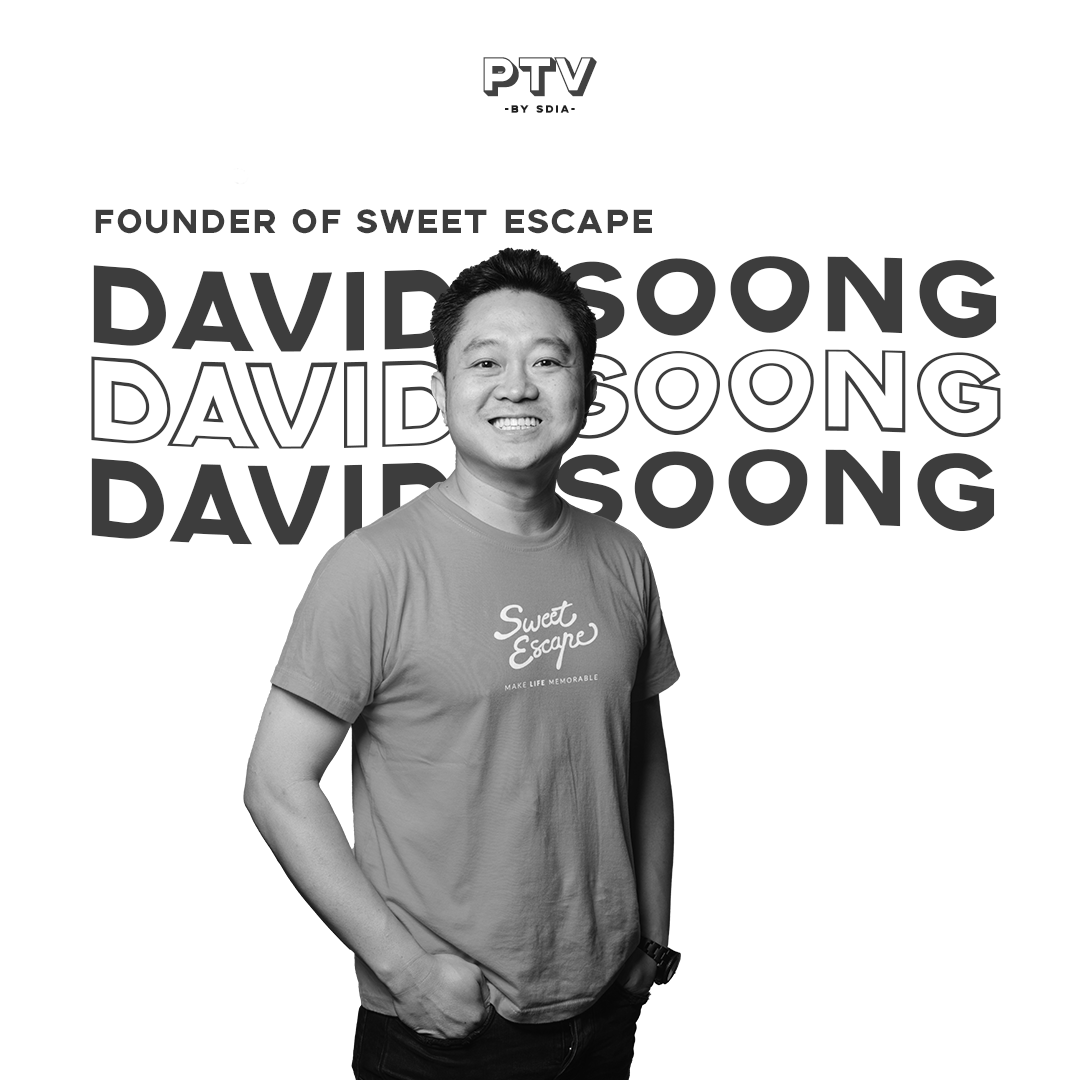 PTV
-BY SDIA-
FOUNDER OF SWEET ESCAPE
DAVID SOONG
DAVID SOONG
DAVID SOONG
Sweet
Escape
MAKE LIFE MEMORABLE